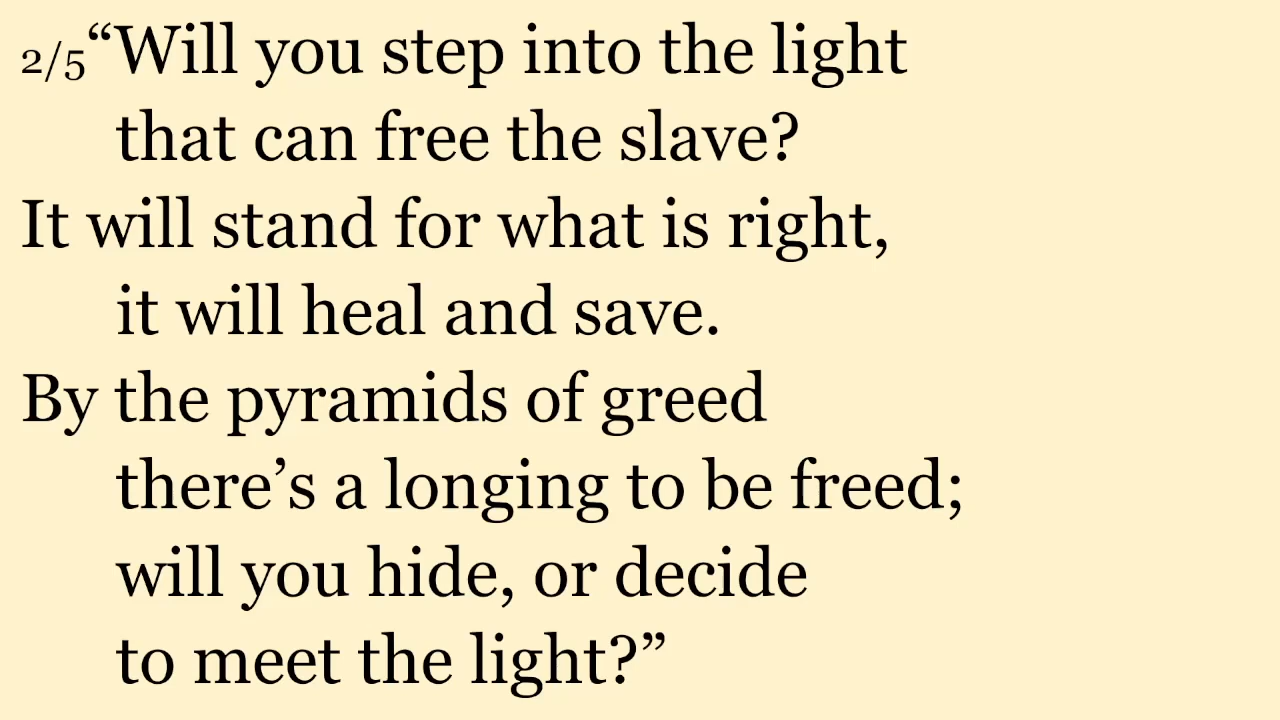 2/5“Will you step into the light
that can free the slave?
It will stand for what is right,
it will heal and save.
By the pyramids of greed
there’s a longing to be freed;
will you hide, or decide
to meet the light?”